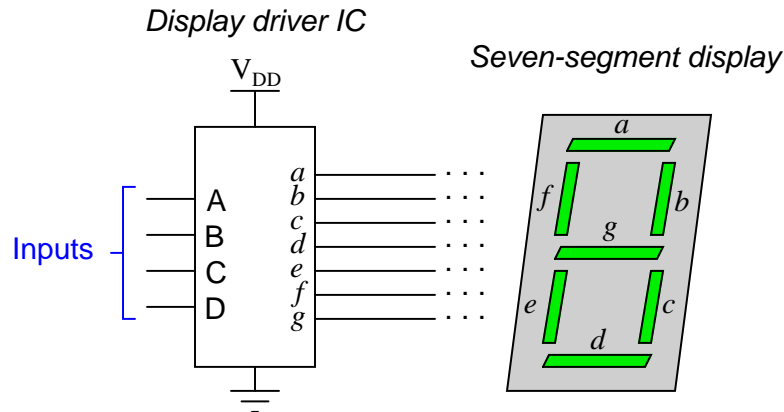 Display driver IC
Seven-segment display
VDD
Inputs
A
B
C
D
a
b
c
d
e
f
g
. . .
. . .
. . .
. . .
. . .
. . .
. . .
a
f
b
g
e
c
d